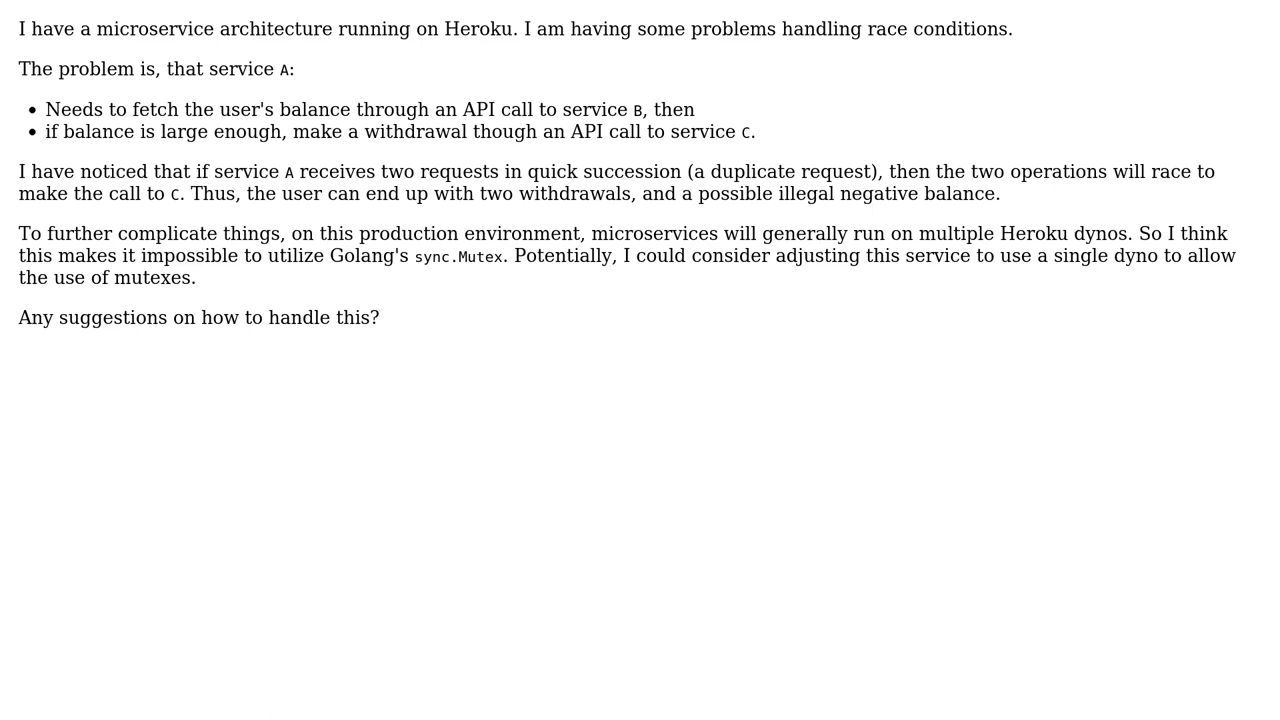 I have a microservice architecture running on Heroku. I am having some problems handling race conditions.
The problem is, that service A:
• Needs to fetch the user's balance through an API call to service B, then
• if balance is large enough, make a withdrawal though an API call to service C.
I have noticed that if service A receives two requests in quick succession (a duplicate request), then the two operations will race to
make the call to C. Thus, the user can end up with two withdrawals, and a possible illegal negative balance.
To further complicate things, on this production environment, microservices will generally run on multiple Heroku dynos. So I think
this makes it impossible to utilize Golang's sync.Mutex. Potentially, I could consider adjusting this service to use a single dyno to allow
the use of mutexes.
Any suggestions on how to handle this?